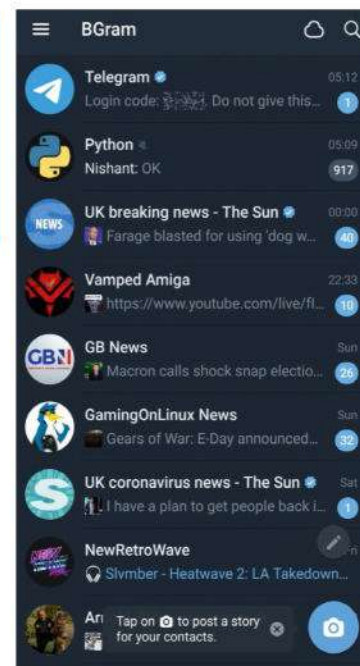 BGram
Telegram 05:12
Login code: Do not give this... 1
Python 05:09
Nishant: OK 917
UK breaking news - The Sun 00:00
NEWS
Farage blasted for using 'dog w... 40
Vamped Amiga 22:33
https://www.youtube.com/live/fl... 10
GB News Sun
GBN
Macron calls shock snap electio... 26
GamingOnLinux News Sun
Gears of War: E-Day announced... 32
UK coronavirus news - The Sun Sat
I have a plan to get people back i... 1
NewRetroWave
Slvmber - Heatwave 2: LA Takedown...
Tap on to post a story
for your contacts.